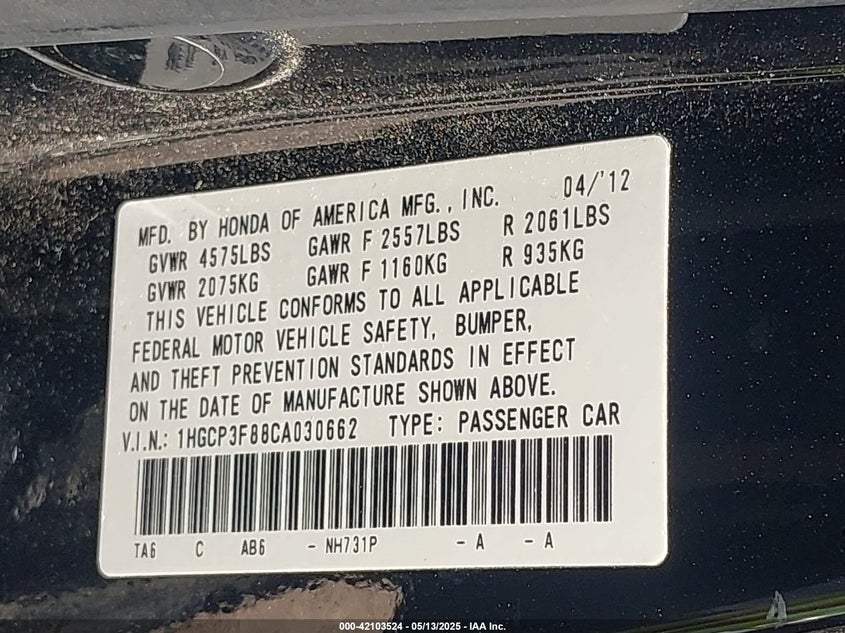 MFD. BY HONDA OF AMERICA MFG., INC. 04/'12
GVWR 4575LBS GAWR F 2557LBS R 2061LBS
GVWR 2075KG GAWR F 1160KG R 935KG
THIS VEHICLE CONFORMS TO ALL APPLICABLE
FEDERAL MOTOR VEHICLE SAFETY, BUMPER,
AND THEFT PREVENTION STANDARDS IN EFFECT
ON THE DATE OF MANUFACTURE SHOWN ABOVE.
V.I.N.: 1HGCP3F88CA030662 TYPE: PASSENGER CAR
TA6 C AB6 - NH731P - A - A
000-42103524 - 05/13/2025 - IAA Inc.